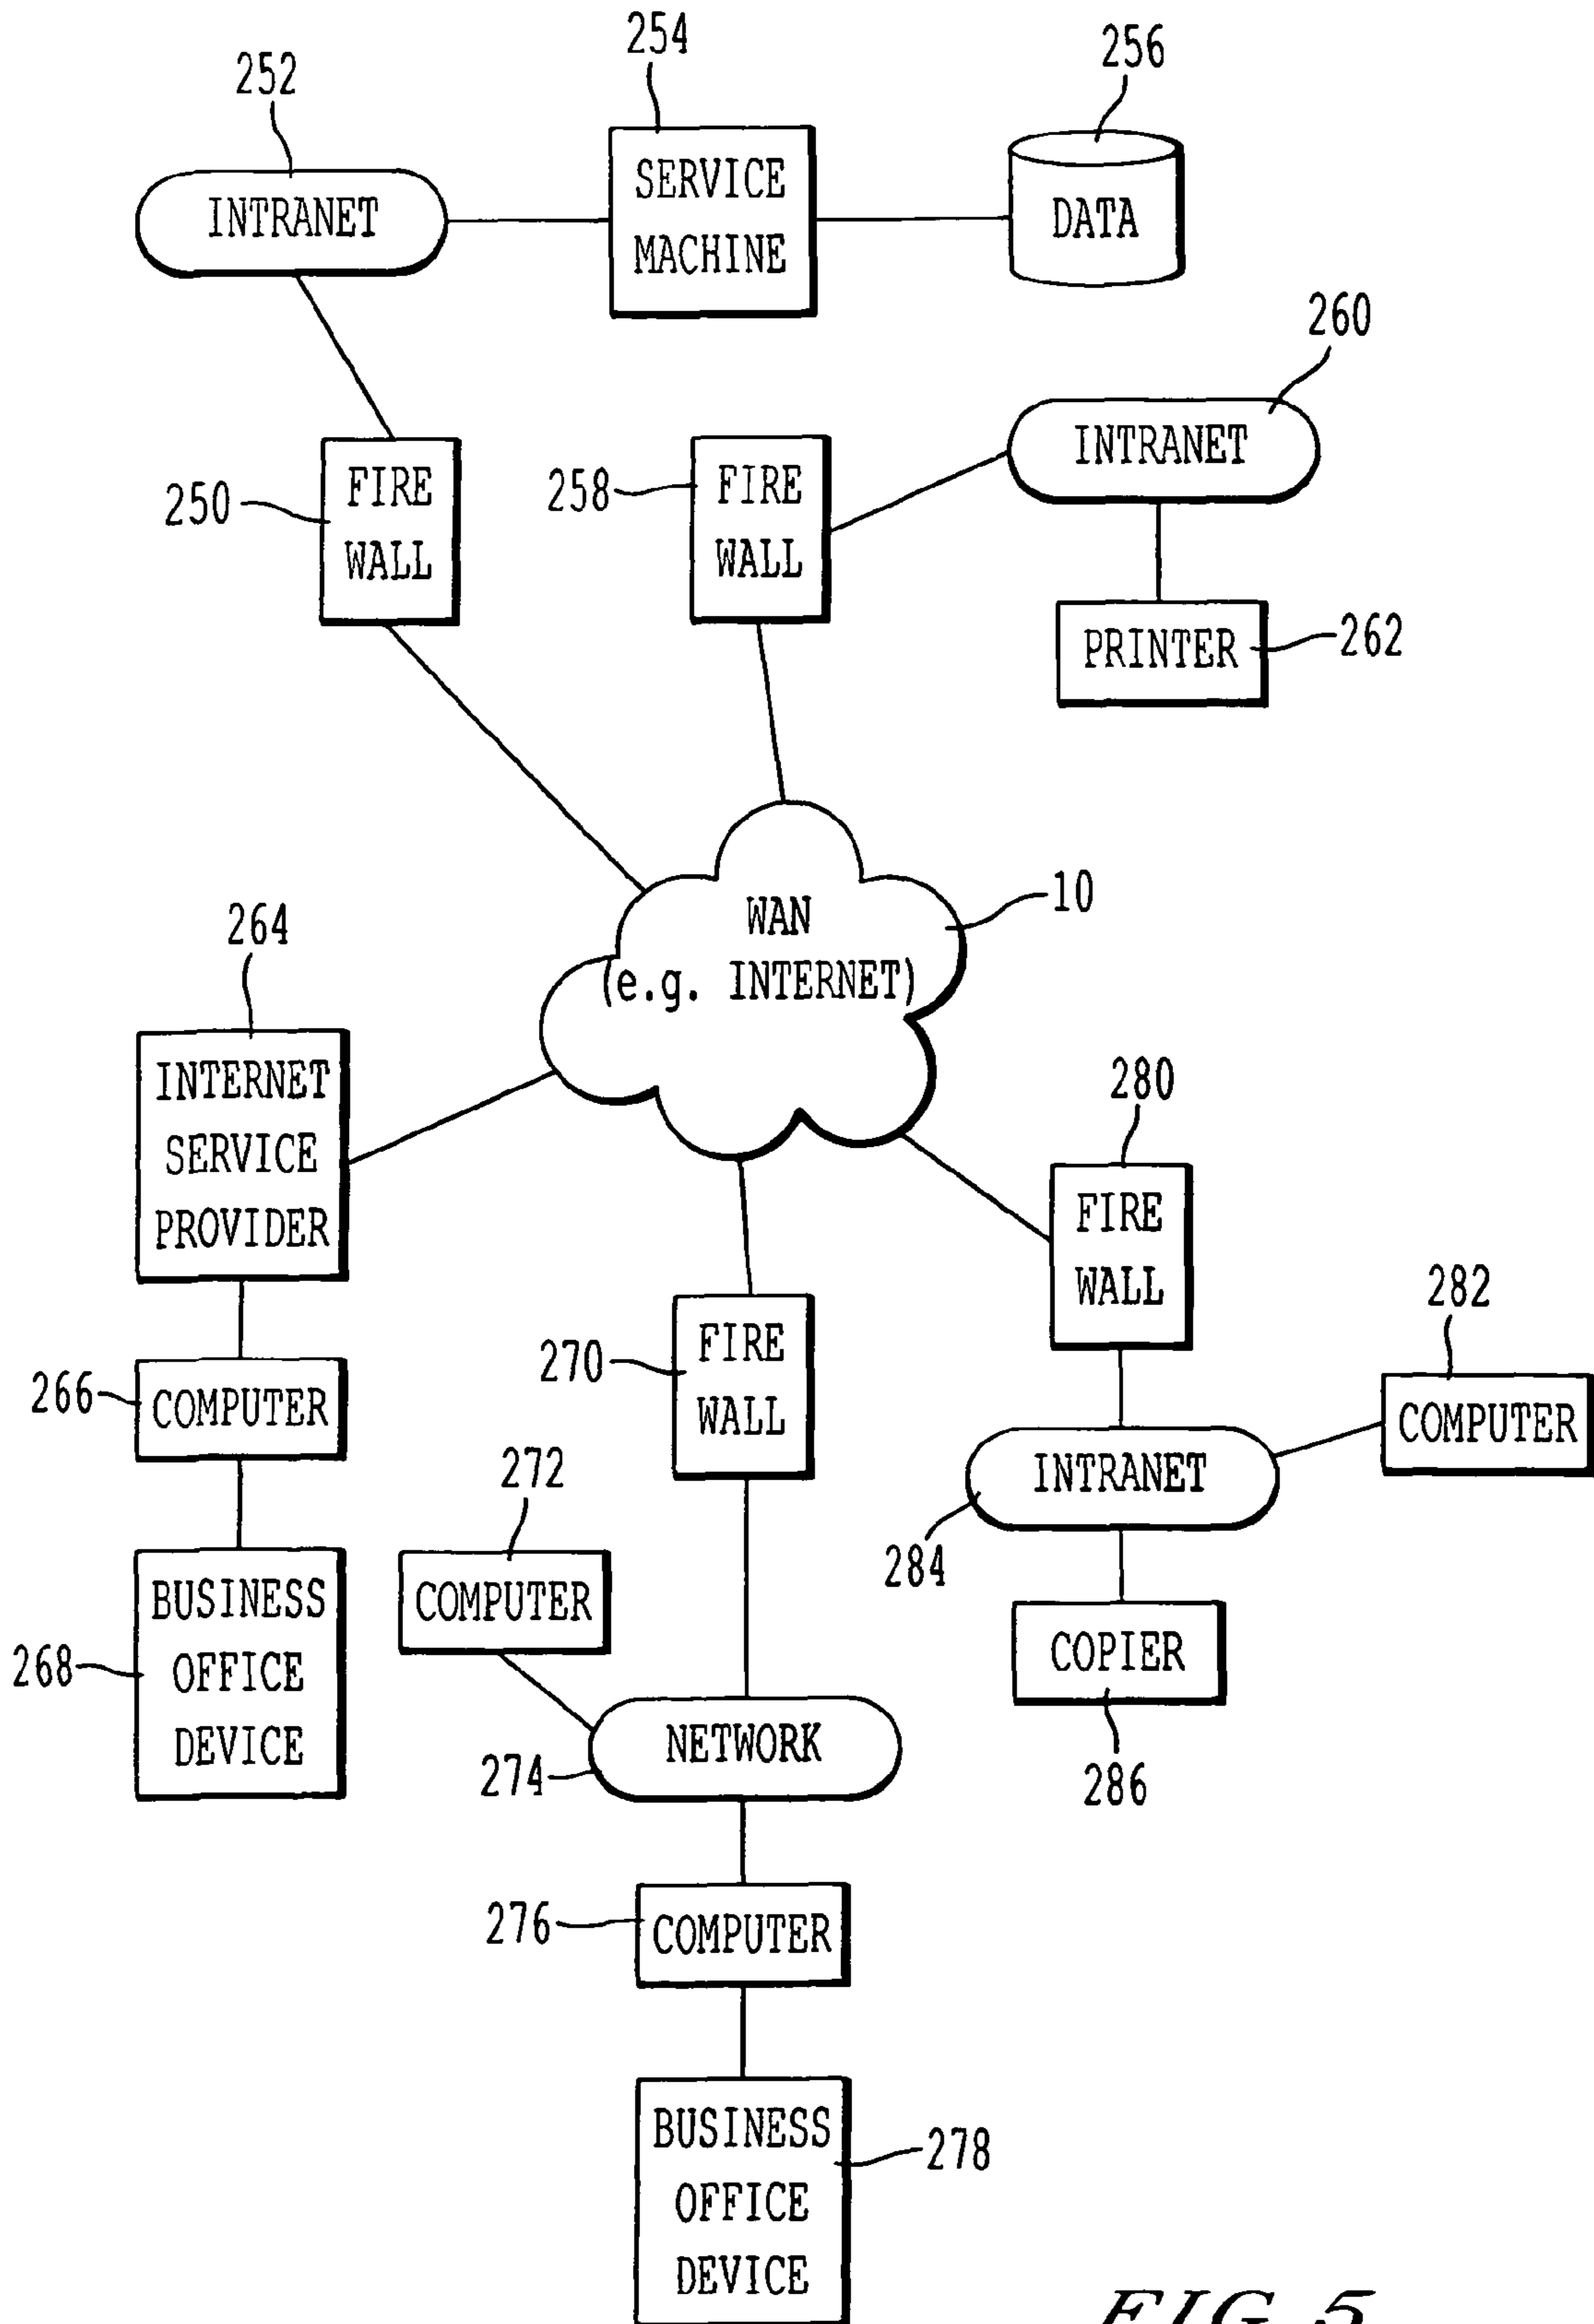 254
256
252
SERVICE
MACHINE
INTRANET
DATA
260
INTRANET
250
FIRE
WALL
258
FIRE
WALL
PRINTER
262
10
WAN
(e.g. INTERNET)
264
INTERNET
SERVICE
PROVIDER
280
FIRE
WALL
282
COMPUTER
270
FIRE
WALL
266
COMPUTER
272
COMPUTER
INTRANET
284
268
BUSINESS
OFFICE
DEVICE
COPIER
286
NETWORK
274
276
COMPUTER
BUSINESS
OFFICE
DEVICE
278
FIG. 5